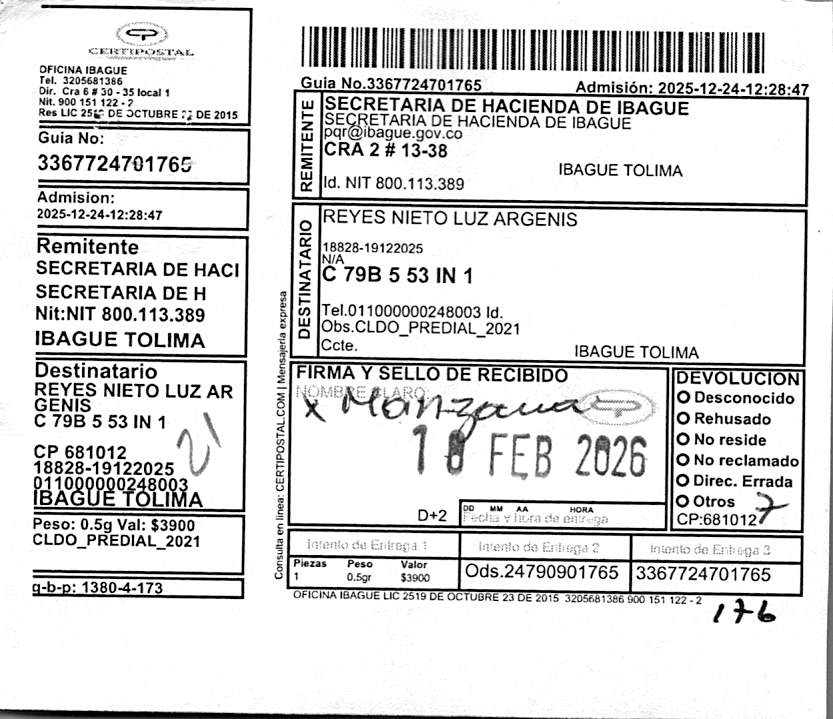 CERTIPOSTAL
OFICINA IBAGUE
Tel. 3205681386
Dir. Cra 6 # 30 - 35 local 1
Nit. 900 151 122 - 2
Res LIC DE OCTUBRE DE 2015
Guia No:
3367724701765
Admision:
2025-12-24-12:28:47
Remitente
SECRETARIA DE HACI
SECRETARIA DE H
Nit:NIT 800.113.389
IBAGUE TOLIMA
Destinatario
REYES NIETO LUZ AR
GENIS
C 79B 5 53 IN 1
21
CP 681012
18828-19122025
011000000248003
IBAGUE TOLIMA
Peso: 0.5g Val: $3900
CLDO_PREDIAL_2021
q-b-p: 1380-4-173
Consulta en linea: CERTIPOSTAL.COM | Mensajeria expresa
Guia No.3367724701765 Admisión: 2025-12-24-12:28:47
REMITENTE
SECRETARIA DE HACIENDA DE IBAGUE
SECRETARIA DE HACIENDA DE IBAGUE
pqr@ibague.gov.co
CRA 2 # 13-38
IBAGUE TOLIMA
Id. NIT 800.113.389
DESTINATARIO
REYES NIETO LUZ ARGENIS
18828-19122025
N/A
C 79B 5 53 IN 1
Tel.011000000248003 Id.
Obs.CLDO_PREDIAL_2021
Ccte.
IBAGUE TOLIMA
FIRMA Y SELLO DE RECIBIDO
NOMBRE CLARO:
x Manzana
FEB 2026
D+2
DD MM AA HORA
Fecha y hora de entrega
DEVOLUCION
Desconocido
Rehusado
No reside
No reclamado
Direc. Errada
Otros
CP:681012
7
Intento de Entrega 1 Intento de Entrega 2 Intento de Entrega 3
Piezas Peso Valor
1 0.5gr $3900
Ods.24790901765 3367724701765
OFICINA IBAGUE LIC 2519 DE OCTUBRE 23 DE 2015 3205681386 900 151 122 - 2
176